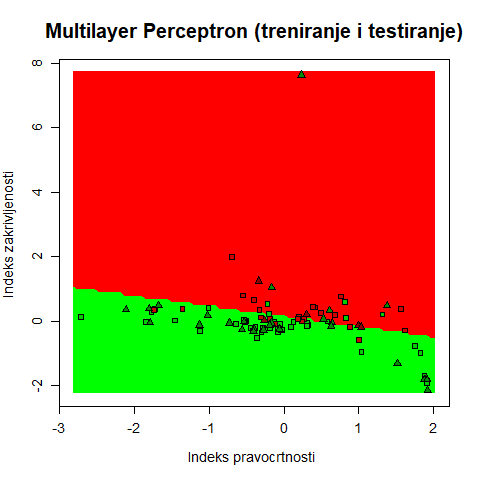 Multilayer Perceptron (treniranje i testiranje)
Indeks zakrivljenosti
8
6
4
2
0
-2
-3 -2 -1 0 1 2
Indeks pravocrtnosti